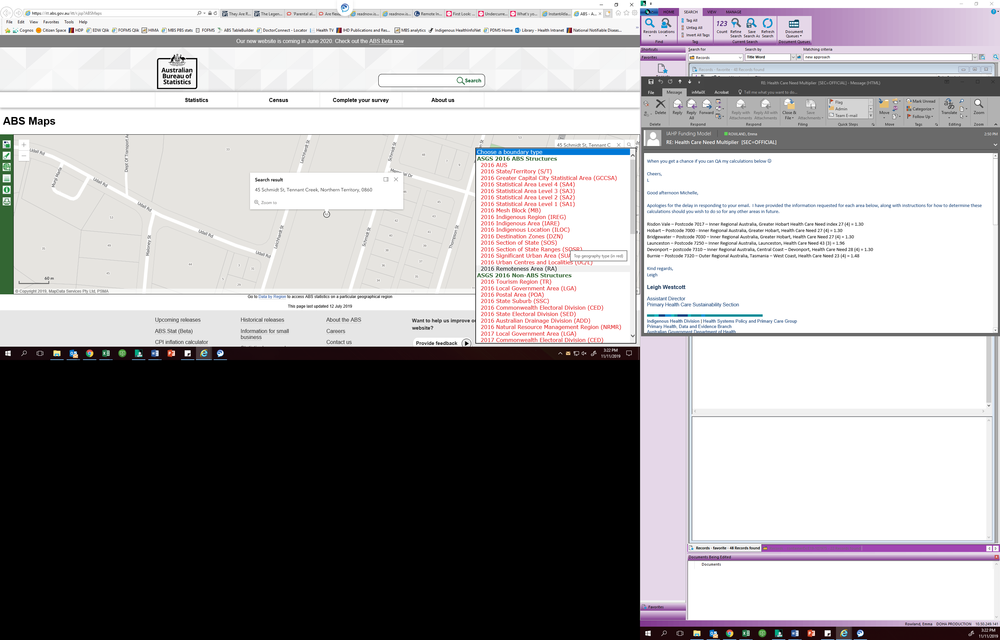 https://itt.abs.gov.au/itt/r.jsp?ABSMaps
They Are R...
The Legen...
'Parental al...
Are flexi
readnow.is...
readnow.is...
Remote In...
First Look: ...
Undercurre...
What's yo...
InstantAtla...
ABS - A...
File Edit View Favorites Tools Help
Cognos Citizen Space HDP EDW Qlik FOFMS Qlik HIMA MBS PBS stats FOFMS ABS TableBuilder DoctorConnect - Locator Health TV IHD Publications and Res... MBS analytics Indigenous HealthInfoNet PDMS Home Library - Health Intranet National Notifiable Diseas...
Our new website is coming in June 2020. Check out the ABS Beta now
Australian
Bureau of
Statistics
Search
Statistics Census Complete your survey About us
ABS Maps
45 Schmidt St, Tennant C
Udall Rd
Munji Marla
Dept Of Transport Ac
Udall Rd
Udall Rd
Udall Rd
Udall Rd
Maloney St
Leichhardt St
Leichhardt St
Schmidt St
Schmidt St
Memorial Dr
Thompson St
Search result
45 Schmidt St, Tennant Creek, Northern Territory, 0860
Zoom to
60 m
© Copyright 2019, MapData Services Pty Ltd, PSMA
Choose a boundary type
ASGS 2016 ABS Structures
2016 AUS
2016 State/Territory (S/T)
2016 Greater Capital City Statistical Area (GCCSA)
2016 Statistical Area Level 4 (SA4)
2016 Statistical Area Level 3 (SA3)
2016 Statistical Area Level 2 (SA2)
2016 Statistical Area Level 1 (SA1)
2016 Mesh Block (MB)
2016 Indigenous Region (IREG)
2016 Indigenous Area (IARE)
2016 Indigenous Location (ILOC)
2016 Destination Zones (DZN)
2016 Section of State (SOS)
2016 Section of State Ranges (SOSR)
2016 Significant Urban Area (SUA
Top geography type (in red)
2016 Urban Centres and Localities (UC/L)
2016 Remoteness Area (RA)
ASGS 2016 Non-ABS Structures
2016 Tourism Region (TR)
2016 Local Government Area (LGA)
2016 Postal Area (POA)
2016 State Suburb (SSC)
2016 Commonwealth Electoral Division (CED)
2016 State Electoral Division (SED)
2016 Australian Drainage Division (ADD)
2016 Natural Resource Management Region (NRMR)
2017 Local Government Area (LGA)
2017 Commonwealth Electoral Division (CED)
Go to Data by Region to access ABS statistics on a particular geographical region
This page last updated 12 July 2019
Upcoming releases
ABS.Stat (Beta)
CPI inflation calculator
Historical releases
Information for small
business
About the ABS
Careers
Contact us
Want to help us improve ou
website?
Provide feedback
3:22 PM
11/11/2019
HOME SEARCH VIEW MANAGE
Records Locations
Find
Tag All
Untag All
Invert All Tags
Tag
123
Count
Refine
Search
Save
Search As
Refresh
Search
Current Search
Document
Queues
Document Queues
Shortcuts
Favorites
Search for Search by Matching criteria
Records Title Word new approach
Records - favorite - 48 Records found
RE: Health Care Need Multiplier [SEC=OFFICIAL] - Message (HTML)
File Message inMailX Acrobat Tell me what you want to do...
Delete
Delete
Reply
Reply
All
Forward
Respond
Reply with
Attachments
Reply All with
Attachments
Respond
Close &
File
Save
Attachments
Filing
Flag
Admin
Team E-mail
Quick Steps
Move
Move
Mark Unread
Categorize
Follow Up
Tags
Translate
Editing
Zoom
Zoom
IAHP Funding Model ROWLAND, Emma 2:50 PM
RE: Health Care Need Multiplier [SEC=OFFICIAL]
When you get a chance if you can QA my calculations below ☺
Cheers,
L
Good afternoon Michelle,
Apologies for the delay in responding to your email. I have provided the information requested for each area below, along with instructions for how to determine these
calculations should you wish to do so for any other areas in future.
Risdon Vale – Postcode 7017 – Inner Regional Australia, Greater Hobart Health Care Need index 27 (4) = 1.30
Hobart – Postcode 7000 - Inner Regional Australia, Greater Hobart, Health Care Need 27 (4) = 1.30
Bridgewater – Postcode 7030 – Inner Regional Australia, Greater Hobart, Health Care Need 27 (4) = 1.30
Launceston – Postcode 7250 – Inner Regional Australia, Launceston, Health Care Need 43 (3) = 1.96
Devonport – postcode 7310 – Inner Regional Australia, Central Coast – Devonport, Health Care Need 28 (4) = 1.30
Burnie – Postcode 7320 – Outer Regional Australia, Tasmania – West Coast, Health Care Need 23 (4) = 1.48
Kind regards,
Leigh
Leigh Westcott
Assistant Director
Primary Health Care Sustainability Section
Indigenous Health Division | Health Systems Policy and Primary Care Group
Primary Health, Data and Evidence Branch
Australian Government Department of Health
Records - favorite - 48 Records found
Documents Being Edited
Documents
Favorites
Rowland, Emma DOHA PRODUCTION 10.50.249.141
3:22 PM
11/11/2019